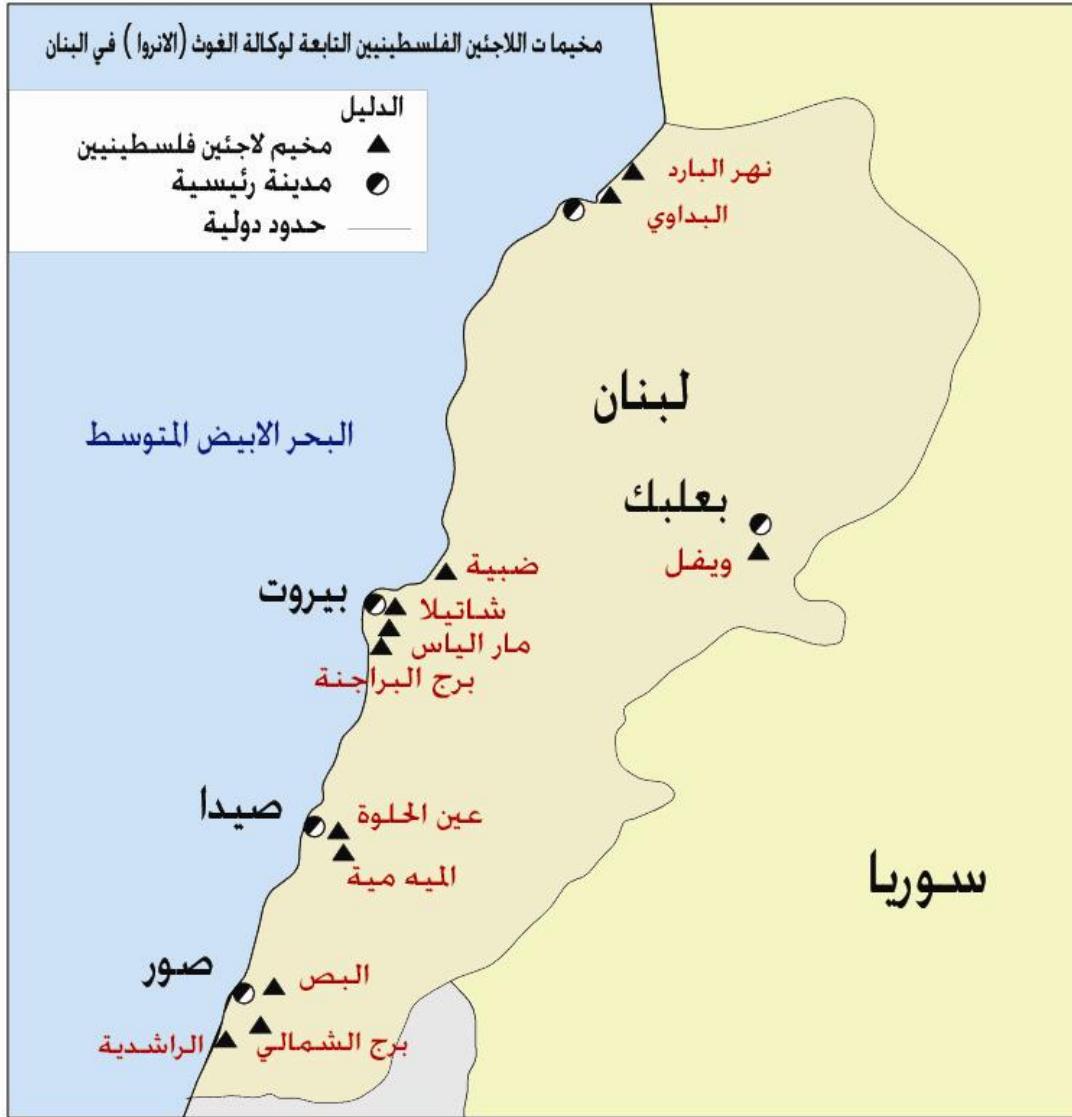 مخيما ت اللاجئين الفلسطينيين التابعة لوكالة الغوث (الانروا ) في البنان
الدليل
مخيم لاجئين فلسطينيين
مدينة رئيسية
حدود دولية
نهر البارد
البداوي
لبنان
البحر الابيض المتوسط
بعلبك
ويفل
ضبية
بيروت
شاتيلا
مار الياس
برج البراجنة
صيدا
عين الحلوة
الميه مية
سوريا
صور
البص
برج الشمالي
الراشدية